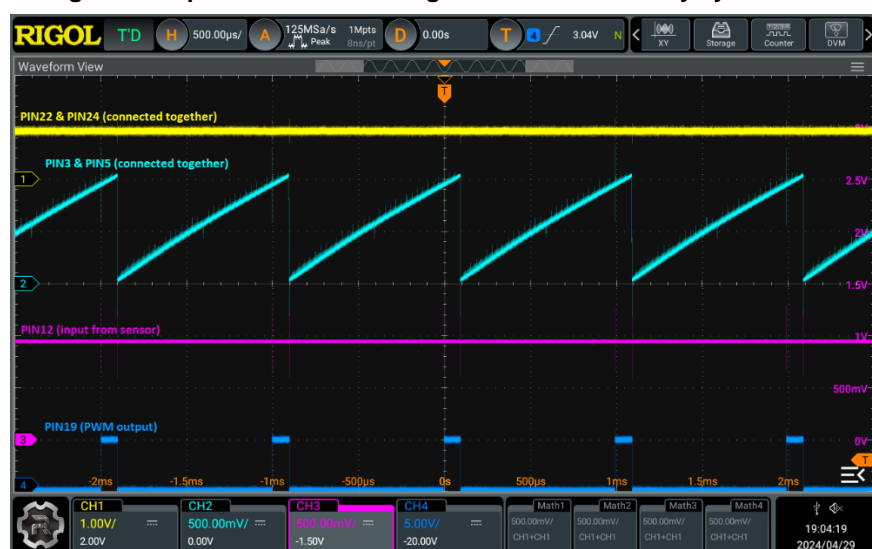 RIGOL T'D H 500.00µs/ A 125MSa/s 1Mpts D 0.00s T 4 3.04V N XY Storage Counter DVM
Peak 8ns/pt
Waveform View
T
PIN22 & PIN24 (connected together)
PIN3 & PIN5 (connected together)
1 2.5V
2V
2 1.5V
PIN12 (input from sensor)
1V
500mV
PIN19 (PWM output)
3 0V
T
4 -2ms -1.5ms -1ms -500µs 0s 500µs 1ms 1.5ms 2ms
CH1 CH2 CH3 CH4 Math1 Math2 Math3 Math4
1.00V/ 500.00mV/ 500.00mV/ 5.00V/ 500.00mV/ 500.00mV/ 500.00mV/ 500.00mV/
2.00V 0.00V -1.50V -20.00V CH1+CH1 CH1+CH1 CH1+CH1 CH1+CH1
19:04:19
2024/04/29